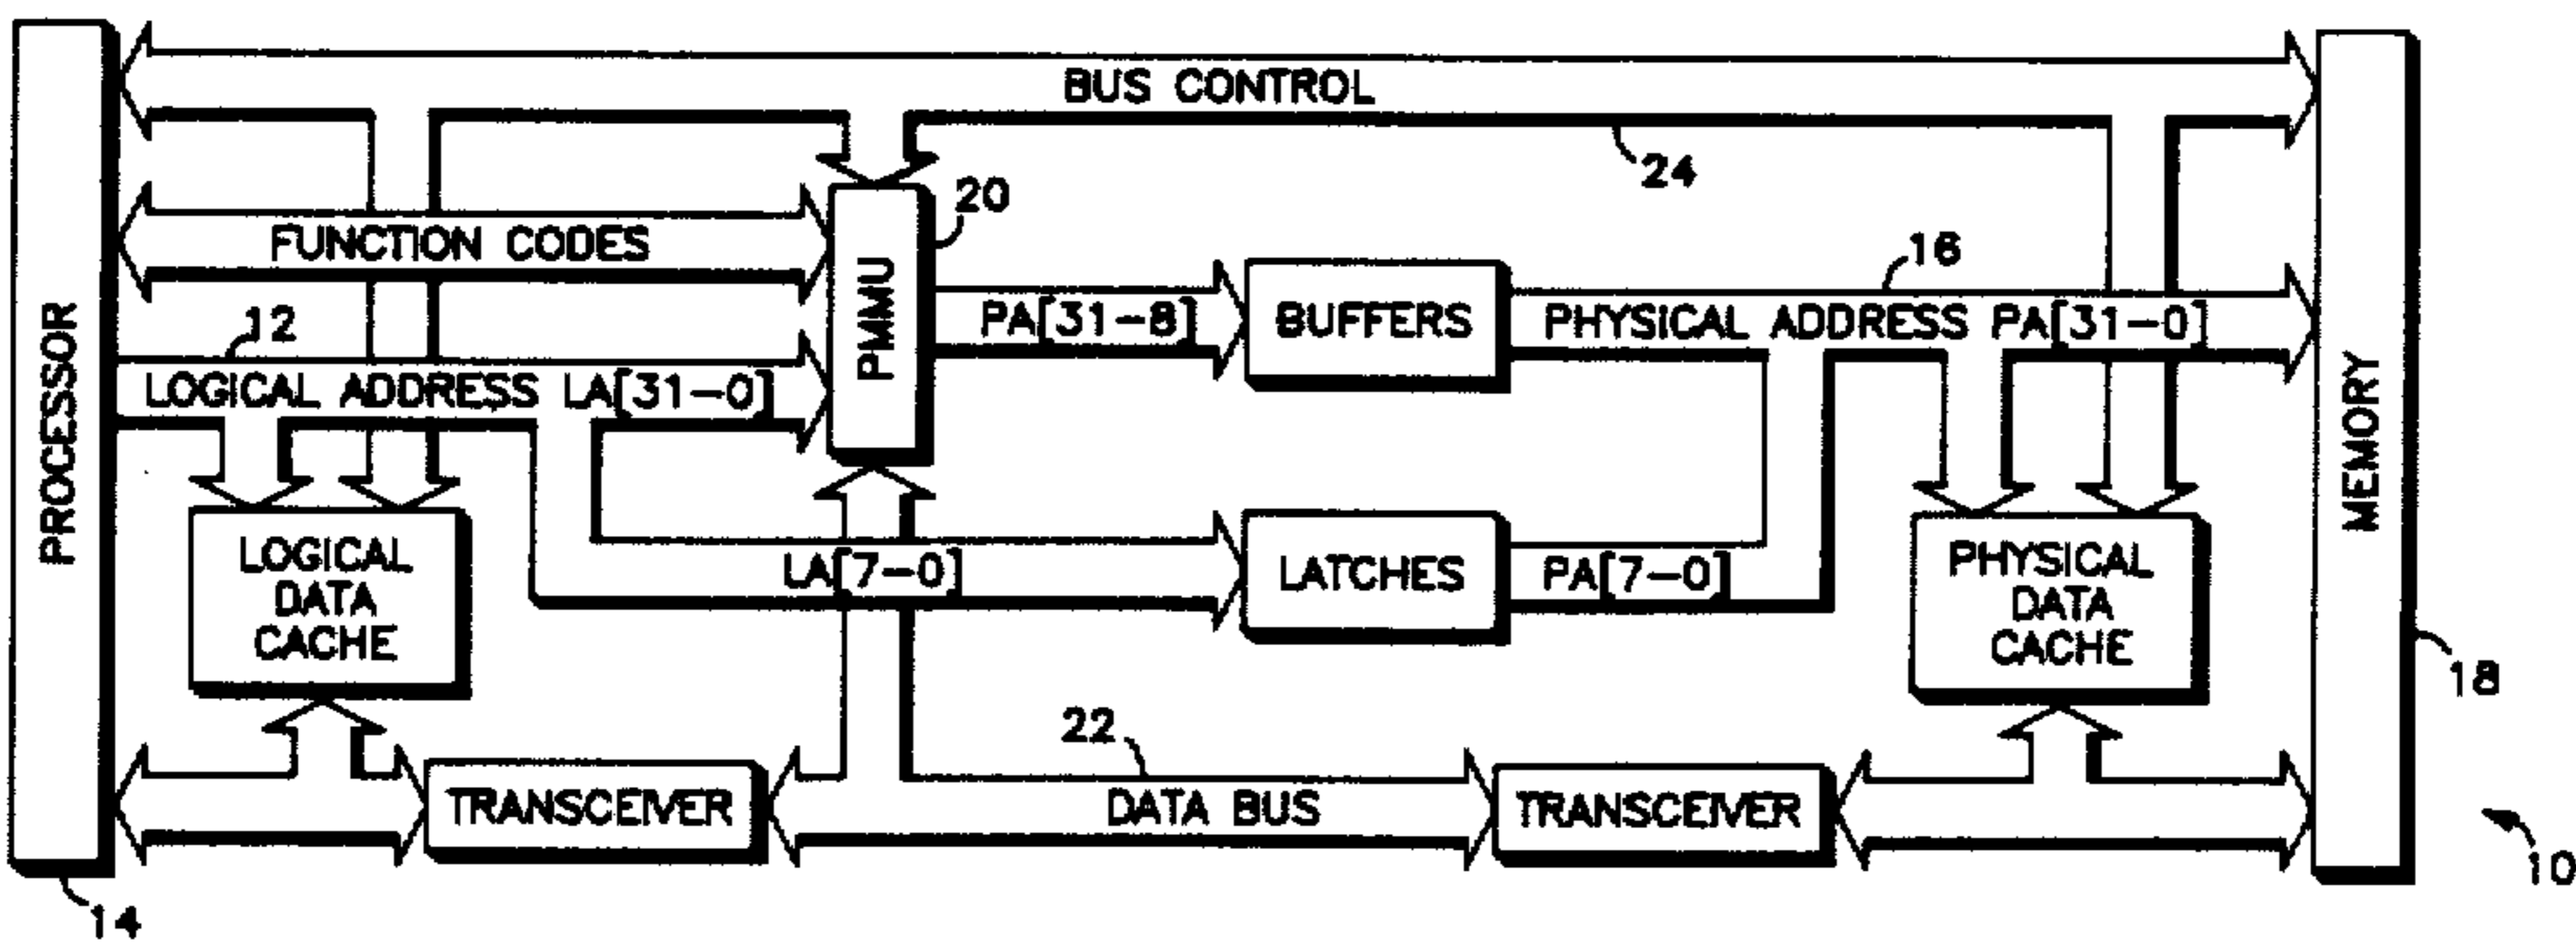 BUS CONTROL
24
20
FUNCTION CODES
16
12
PROCESSOR
PMMU
PA[31-8]
BUFFERS
PHYSICAL ADDRESS PA[31-0]
LOGICAL ADDRESS LA[31-0]
MEMORY
LOGICAL
DATA
CACHE
LA[7-0]
LATCHES
PA[7-0]
PHYSICAL
DATA
CACHE
18
22
TRANSCEIVER
DATA BUS
TRANSCEIVER
10
14